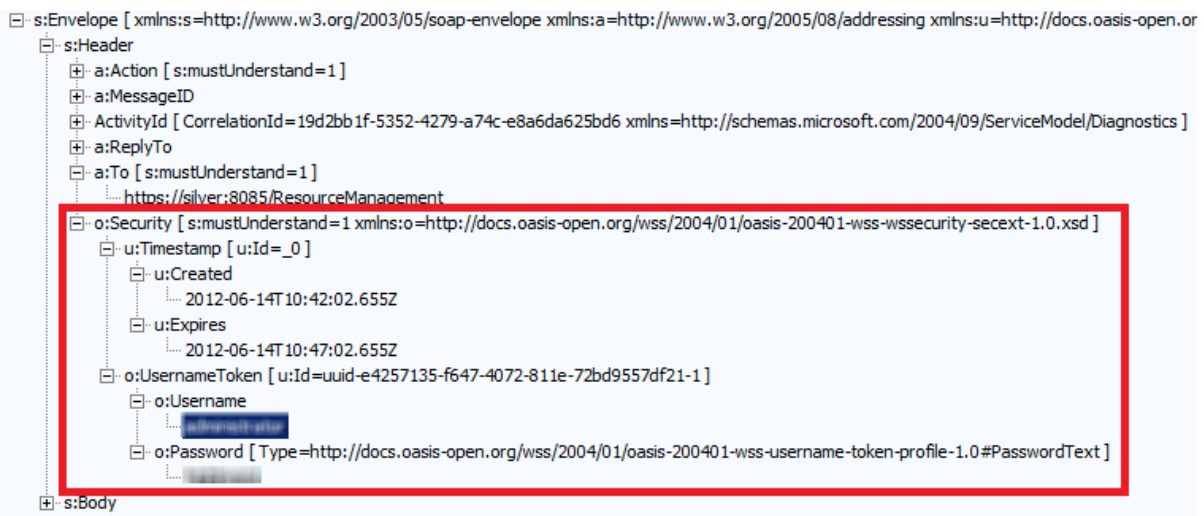 s:Envelope [ xmlns:s=http://www.w3.org/2003/05/soap-envelope xmlns:a=http://www.w3.org/2005/08/addressing xmlns:u=http://docs.oasis-open.or
s:Header
a:Action [ s:mustUnderstand=1 ]
a:MessageID
ActivityId [ CorrelationId=19d2bb1f-5352-4279-a74c-e8a6da625bd6 xmlns=http://schemas.microsoft.com/2004/09/ServiceModel/Diagnostics ]
a:ReplyTo
a:To [ s:mustUnderstand=1 ]
https://silver:8085/ResourceManagement
o:Security [ s:mustUnderstand=1 xmlns:o=http://docs.oasis-open.org/wss/2004/01/oasis-200401-wss-wssecurity-secext-1.0.xsd ]
u:Timestamp [ u:Id=_0 ]
u:Created
2012-06-14T10:42:02.655Z
u:Expires
2012-06-14T10:47:02.655Z
o:UsernameToken [ u:Id=uuid-e4257135-f647-4072-811e-72bd9557df21-1 ]
o:Username
o:Password [ Type=http://docs.oasis-open.org/wss/2004/01/oasis-200401-wss-username-token-profile-1.0#PasswordText ]
s:Body